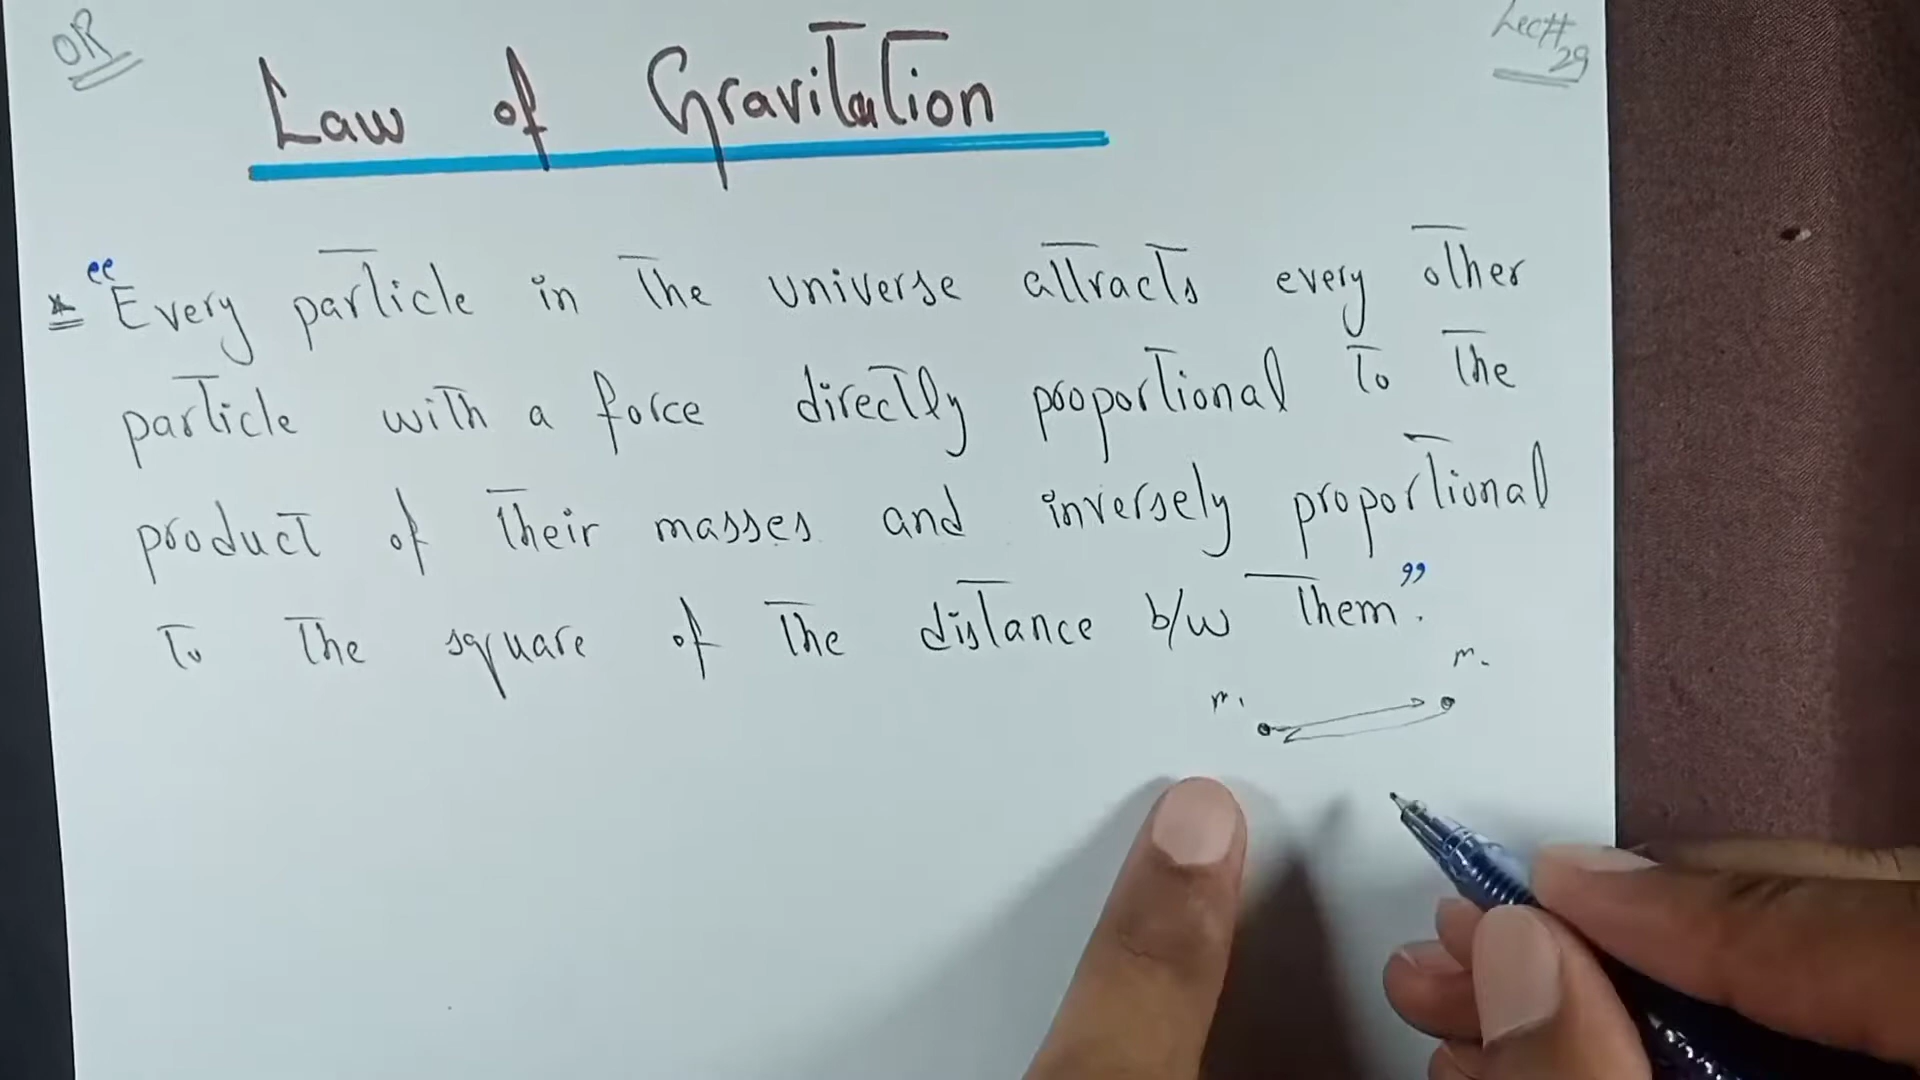 OR
Lec# 29
Law of Gravitation
* "Every particle in the universe attracts every other
particle with a force directly proportional to the
product of their masses and inversely proportional
to the square of the distance b/w them".
m.
m.